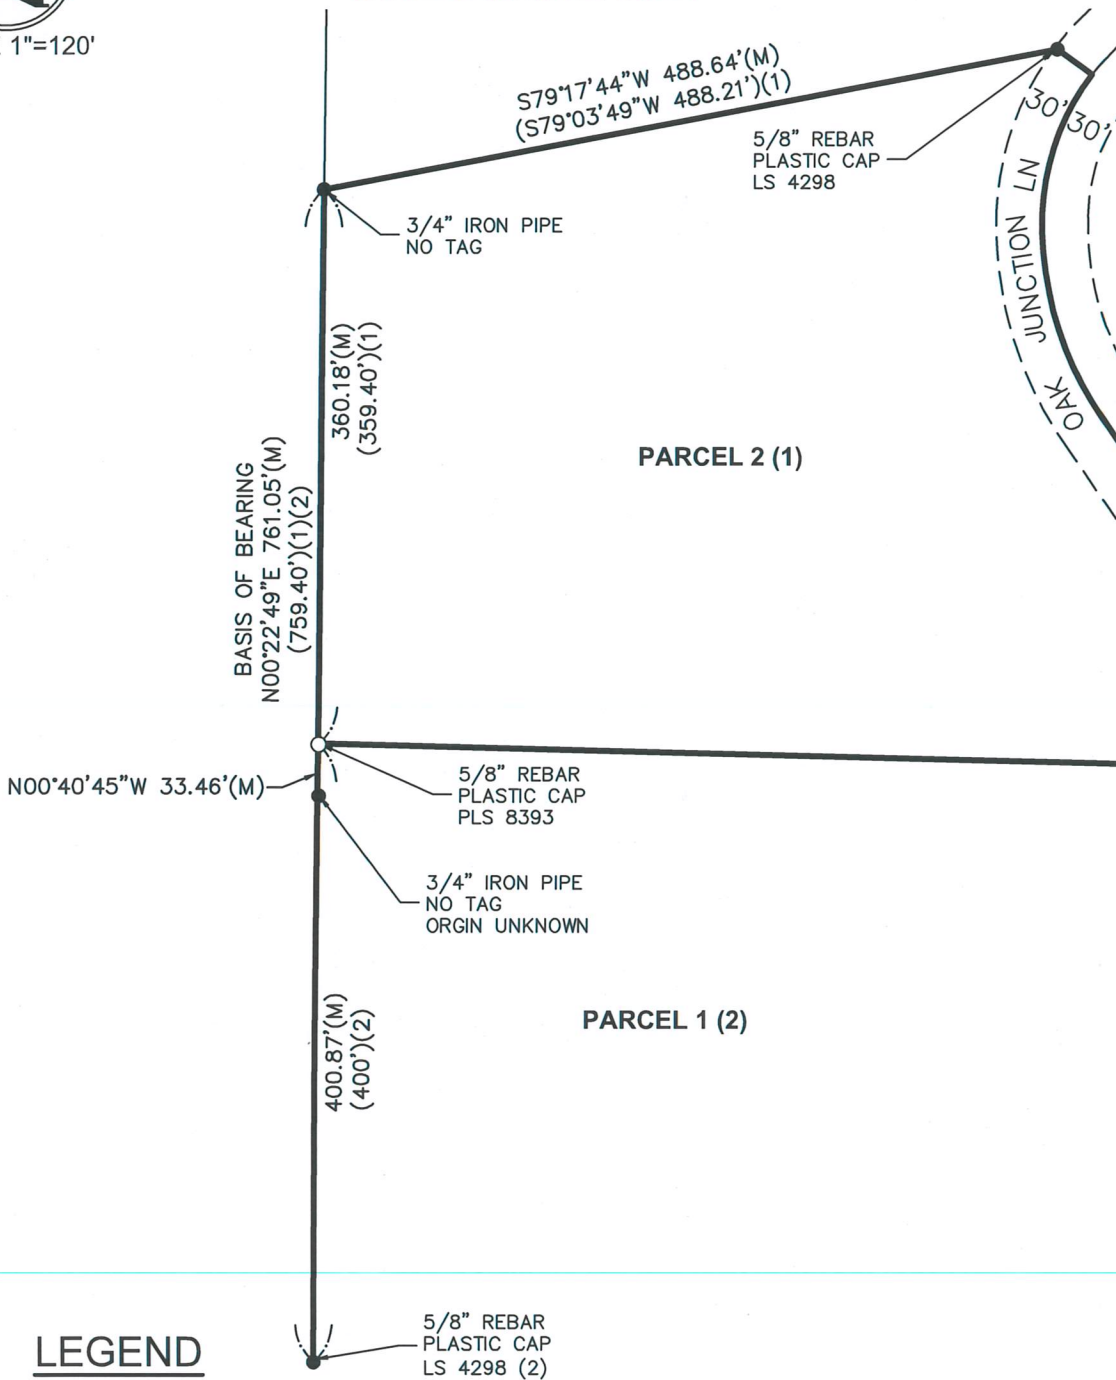 1"=120'
S79°17'44"W 488.64'(M)
(S79°03'49"W 488.21')(1)
30'
30'
5/8" REBAR
PLASTIC CAP
LS 4298
3/4" IRON PIPE
NO TAG
OAK JUNCTION LN
360.18'(M)
(359.40')(1)
PARCEL 2 (1)
BASIS OF BEARING
N00°22'49"E 761.05'(M)
(759.40')(1)(2)
N00°40'45"W 33.46'(M)
5/8" REBAR
PLASTIC CAP
PLS 8393
3/4" IRON PIPE
NO TAG
ORGIN UNKNOWN
400.87'(M)
(400')(2)
PARCEL 1 (2)
5/8" REBAR
PLASTIC CAP
LS 4298 (2)
LEGEND